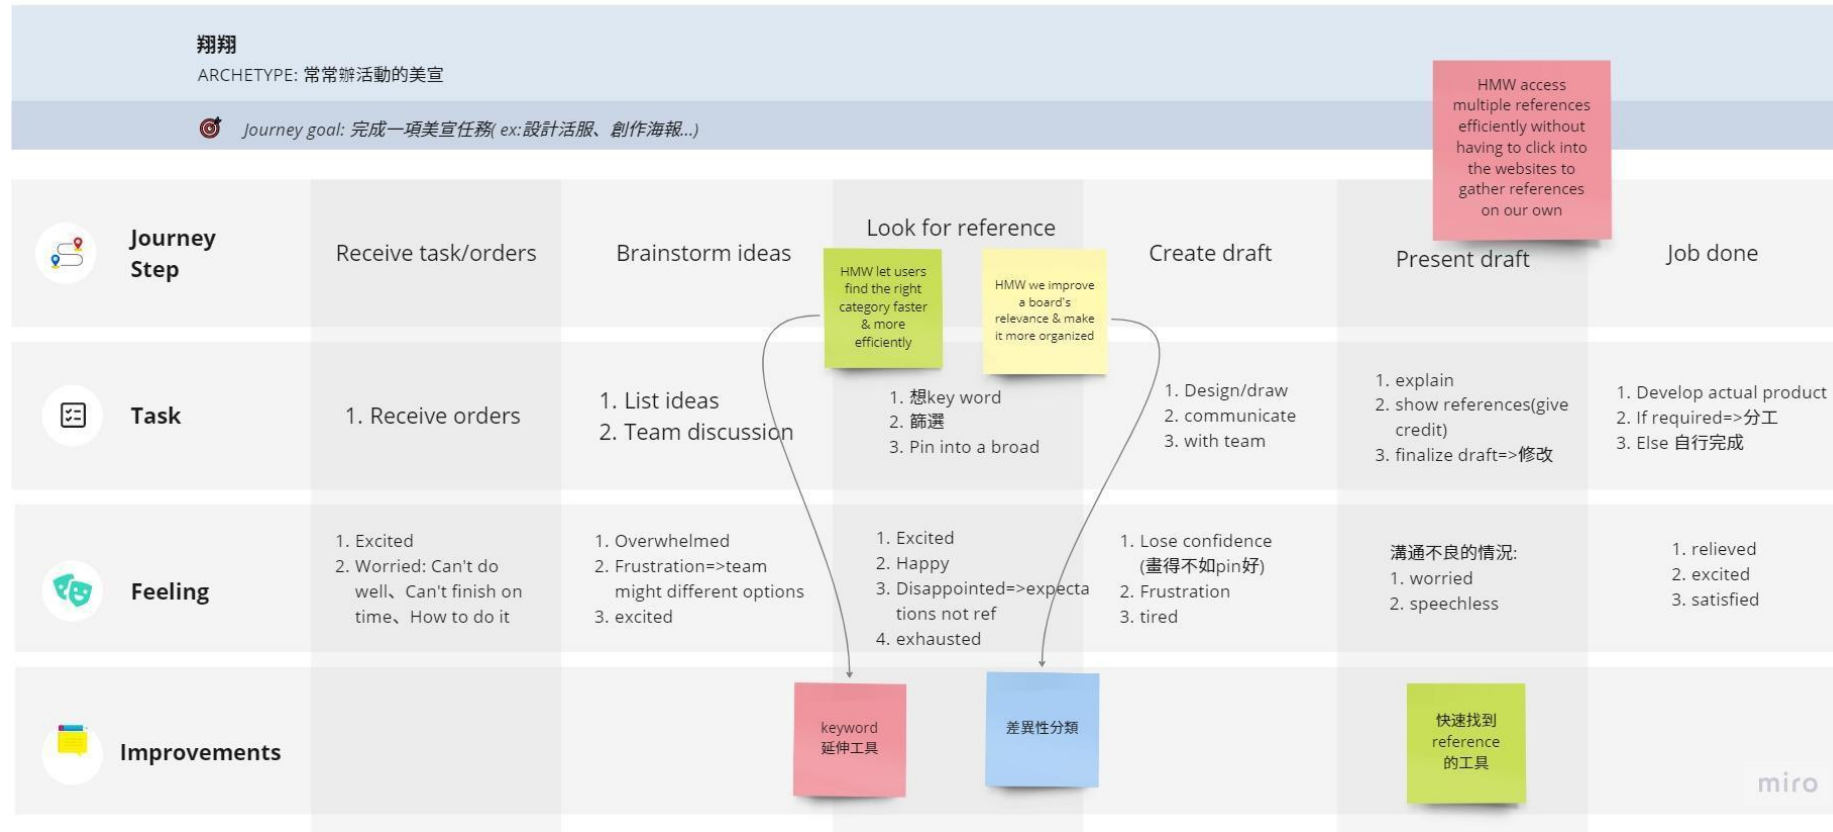 翔翔
ARCHETYPE: 常常辦活動的美宣
Journey goal: 完成一項美宣任務( ex:設計活服、創作海報...)
HMW access
multiple references
efficiently without
having to click into
the websites to
gather references
on our own
Journey
Step
Receive task/orders
Brainstorm ideas
Look for reference
HMW let users
find the right
category faster
& more
efficiently
HMW we improve
a board's
relevance & make
it more organized
Create draft
Present draft
Job done
Task
1. Receive orders
1. List ideas
2. Team discussion
1. 想key word
2. 篩選
3. Pin into a broad
1. Design/draw
2. communicate
3. with team
1. explain
2. show references(give
credit)
3. finalize draft=>修改
1. Develop actual product
2. If required=>分工
3. Else 自行完成
Feeling
1. Excited
2. Worried: Can't do
well、Can't finish on
time、How to do it
1. Overwhelmed
2. Frustration=>team
might different options
3. excited
1. Excited
2. Happy
3. Disappointed=>expecta
tions not ref
4. exhausted
1. Lose confidence
(畫得不如pin好)
2. Frustration
3. tired
溝通不良的情況:
1. worried
2. speechless
1. relieved
2. excited
3. satisfied
Improvements
keyword
延伸工具
差異性分類
快速找到
reference
的工具
miro